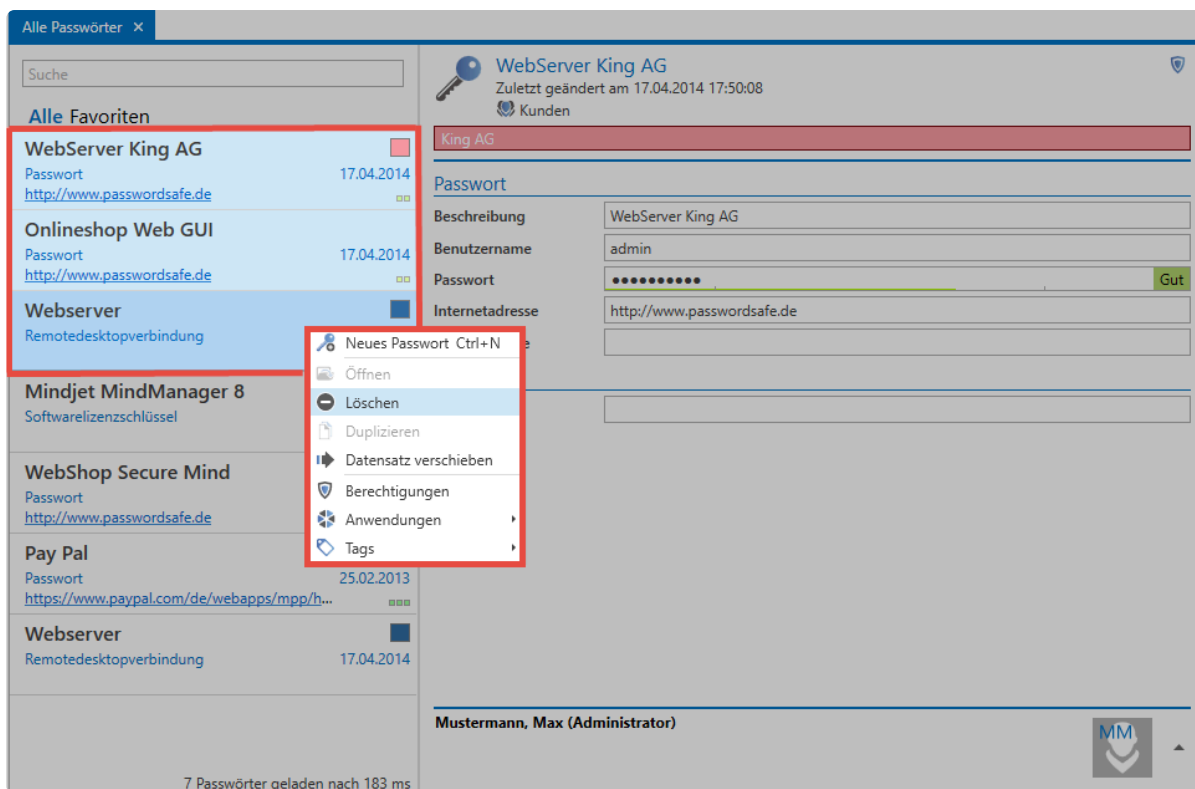 Alle Passwörter ×
Suche
Alle Favoriten
WebServer King AG
Passwort 17.04.2014
http://www.passwordsafe.de
Onlineshop Web GUI
Passwort 17.04.2014
http://www.passwordsafe.de
Webserver
Remotedesktopverbindung
Mindjet MindManager 8
Softwarelizenzschlüssel
WebShop Secure Mind
Passwort
http://www.passwordsafe.de
Pay Pal
Passwort 25.02.2013
https://www.paypal.com/de/webapps/mpp/h...
Webserver
Remotedesktopverbindung 17.04.2014
7 Passwörter geladen nach 183 ms
Neues Passwort Ctrl+N
Öffnen
Löschen
Duplizieren
Datensatz verschieben
Berechtigungen
Anwendungen
Tags
WebServer King AG
Zuletzt geändert am 17.04.2014 17:50:08
Kunden
King AG
Passwort
Beschreibung WebServer King AG
Benutzername admin
Passwort ●●●●●●●●●● Gut
Internetadresse http://www.passwordsafe.de
Mustermann, Max (Administrator)
MM